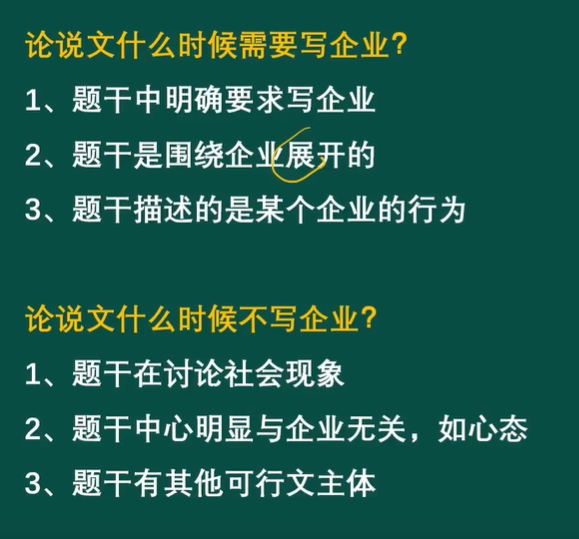 论说文什么时候需要写企业？
1、题干中明确要求写企业
2、题干是围绕企业展开的
3、题干描述的是某个企业的行为
论说文什么时候不写企业？
1、题干在讨论社会现象
2、题干中心明显与企业无关，如心态
3、题干有其他可行文主体